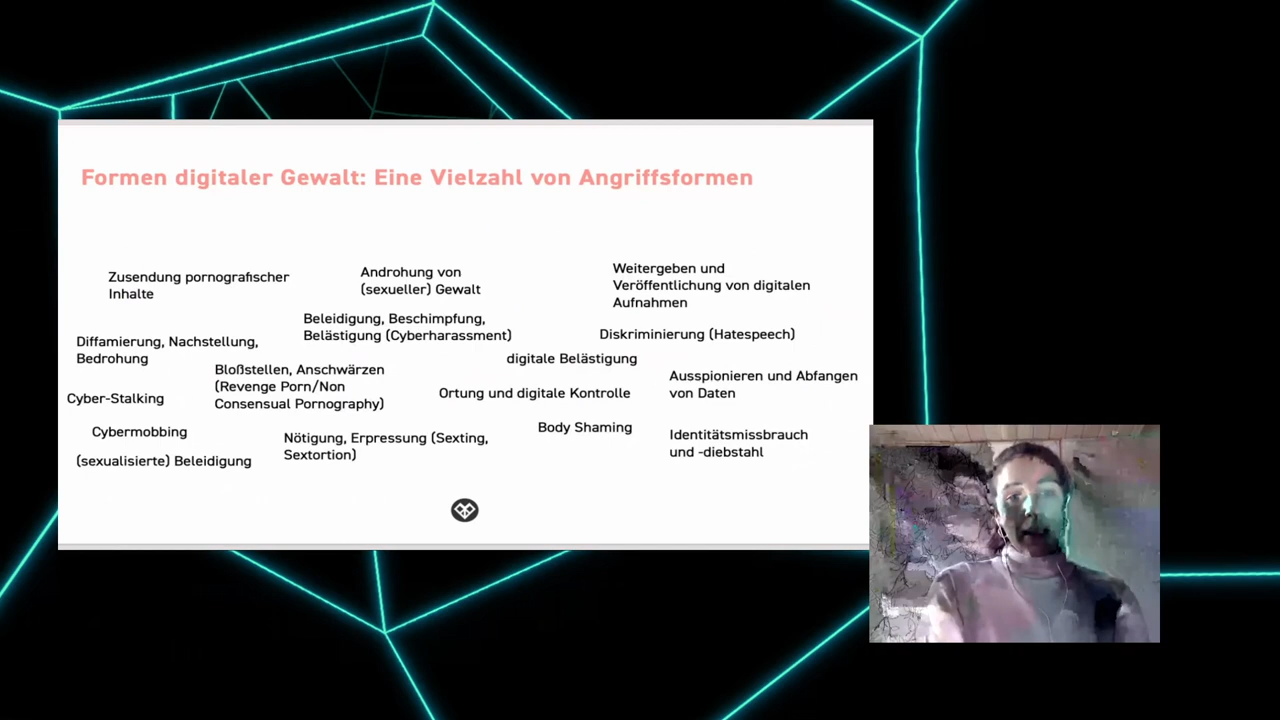 Formen digitaler Gewalt: Eine Vielzahl von Angriffsformen
Zusendung pornografischer
Inhalte
Androhung von
(sexueller) Gewalt
Weitergeben und
Veröffentlichung von digitalen
Aufnahmen
Beleidigung, Beschimpfung,
Belästigung (Cyberharassment)
Diskriminierung (Hatespeech)
Diffamierung, Nachstellung,
Bedrohung
digitale Belästigung
Bloßstellen, Anschwärzen
(Revenge Porn/Non
Consensual Pornography)
Ausspionieren und Abfangen
von Daten
Ortung und digitale Kontrolle
Cyber-Stalking
Body Shaming
Cybermobbing
Nötigung, Erpressung (Sexting,
Sextortion)
Identitätsmissbrauch
und -diebstahl
(sexualisierte) Beleidigung